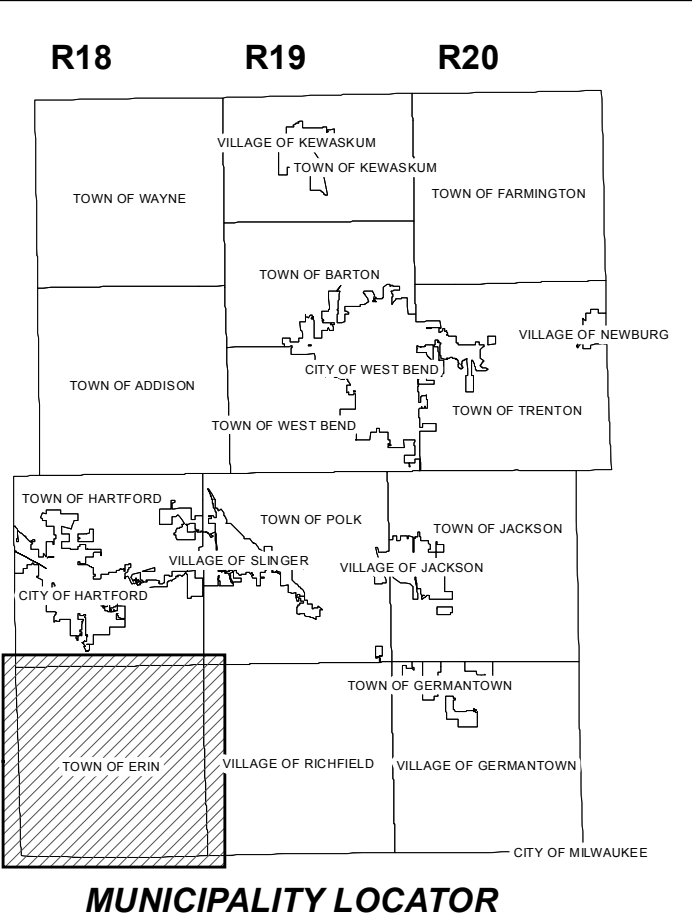 R18 R19 R20
VILLAGE OF KEWASKUM
TOWN OF KEWASKUM
TOWN OF WAYNE
TOWN OF FARMINGTON
TOWN OF BARTON
VILLAGE OF NEWBURG
CITY OF WEST BEND
TOWN OF ADDISON
TOWN OF TRENTON
TOWN OF WEST BEND
TOWN OF HARTFORD
TOWN OF POLK
TOWN OF JACKSON
VILLAGE OF SLINGER
VILLAGE OF JACKSON
CITY OF HARTFORD
TOWN OF GERMANTOWN
TOWN OF ERIN
VILLAGE OF RICHFIELD
VILLAGE OF GERMANTOWN
CITY OF MILWAUKEE
MUNICIPALITY LOCATOR